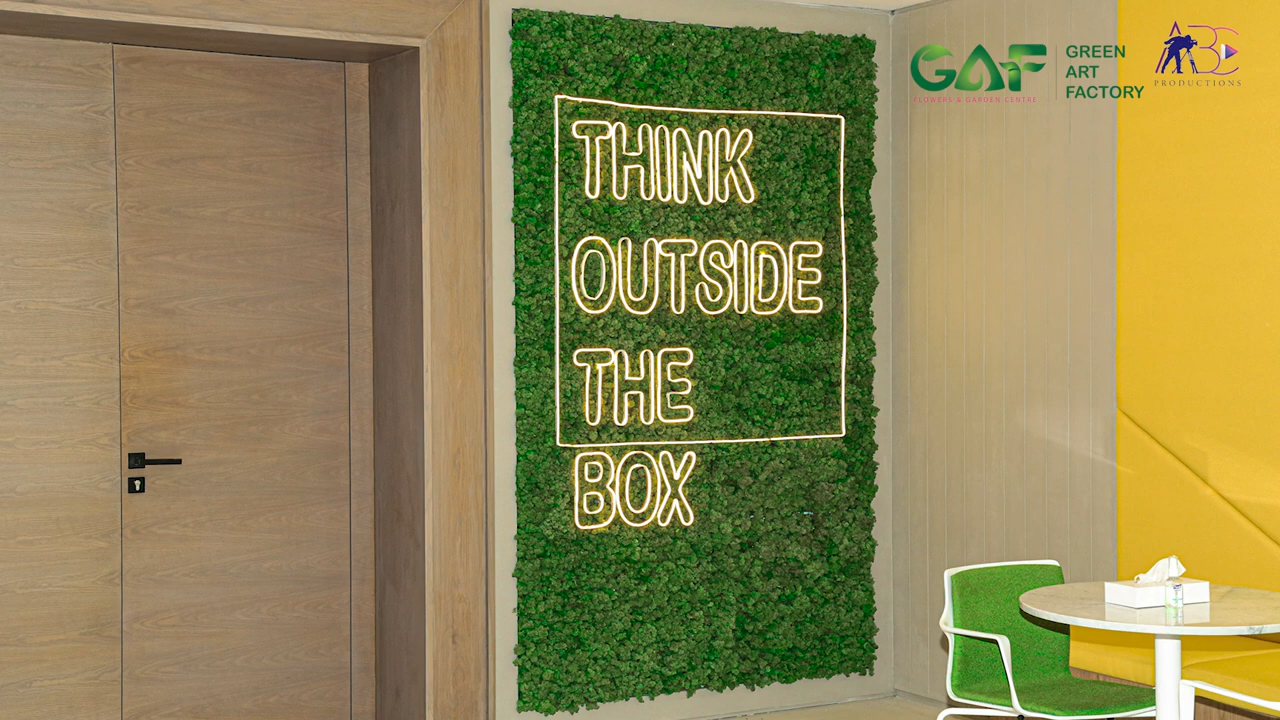 THINK
OUTSIDE
THE
BOX
GAF
FLOWERS & GARDEN CENTRE
GREEN
ART
FACTORY
ABC
PRODUCTIONS